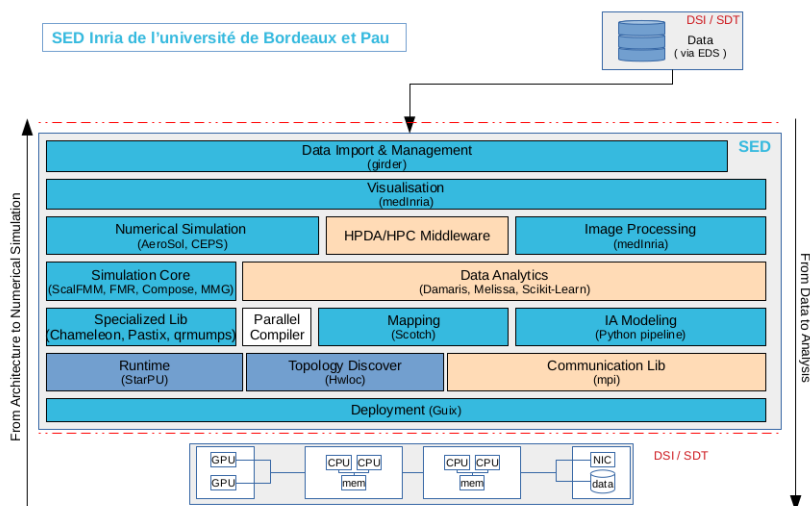 SED Inria de l'université de Bordeaux et Pau
DSI / SDT
Data
( via EDS )
SED
Data Import & Management
(girder)
Visualisation
(medInria)
Numerical Simulation
(AeroSol, CEPS)
HPDA/HPC Middleware
Image Processing
(medInria)
Simulation Core
(ScalFMM, FMR, Compose, MMG)
Data Analytics
(Damaris, Melissa, Scikit-Learn)
Specialized Lib
(Chameleon, Pastix, qrmumps)
Parallel
Compiler
Mapping
(Scotch)
IA Modeling
(Python pipeline)
Runtime
(StarPU)
Topology Discover
(Hwloc)
Communication Lib
(mpi)
Deployment (Guix)
From Architecture to Numerical Simulation
From Data to Analysis
GPU
GPU
CPU CPU
mem
CPU CPU
mem
NIC
data
DSI / SDT